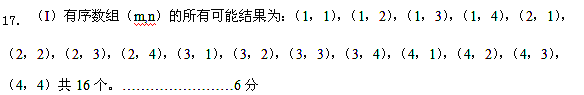 17. （I）有序数组（m,n）的所有可能结果为：（1，1），（1，2），（1，3），（1，4），（2，1），
（2，2），（2，3），（2，4），（3，1），（3，2），（3，3），（3，4），（4，1），（4，2），（4，3），
（4，4）共 16 个。……………………6 分